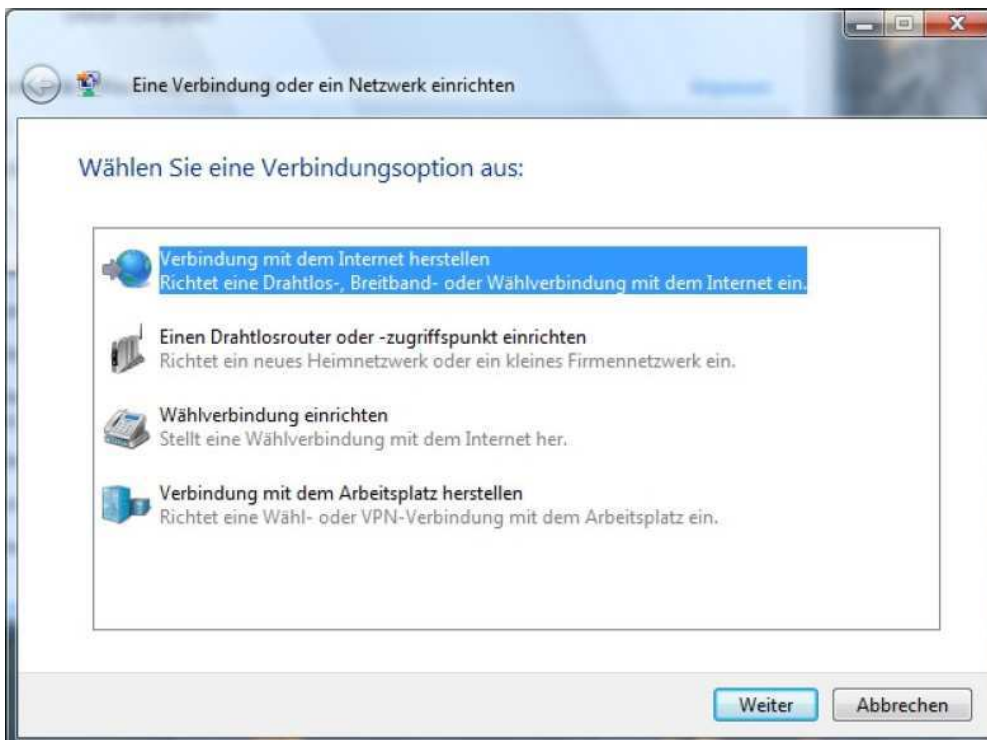 Eine Verbindung oder ein Netzwerk einrichten
Wählen Sie eine Verbindungsoption aus:
Verbindung mit dem Internet herstellen
Richtet eine Drahtlos-, Breitband- oder Wählverbindung mit dem Internet ein.
Einen Drahtlosrouter oder -zugriffspunkt einrichten
Richtet ein neues Heimnetzwerk oder ein kleines Firmennetzwerk ein.
Wählverbindung einrichten
Stellt eine Wählverbindung mit dem Internet her.
Verbindung mit dem Arbeitsplatz herstellen
Richtet eine Wähl- oder VPN-Verbindung mit dem Arbeitsplatz ein.
Weiter Abbrechen